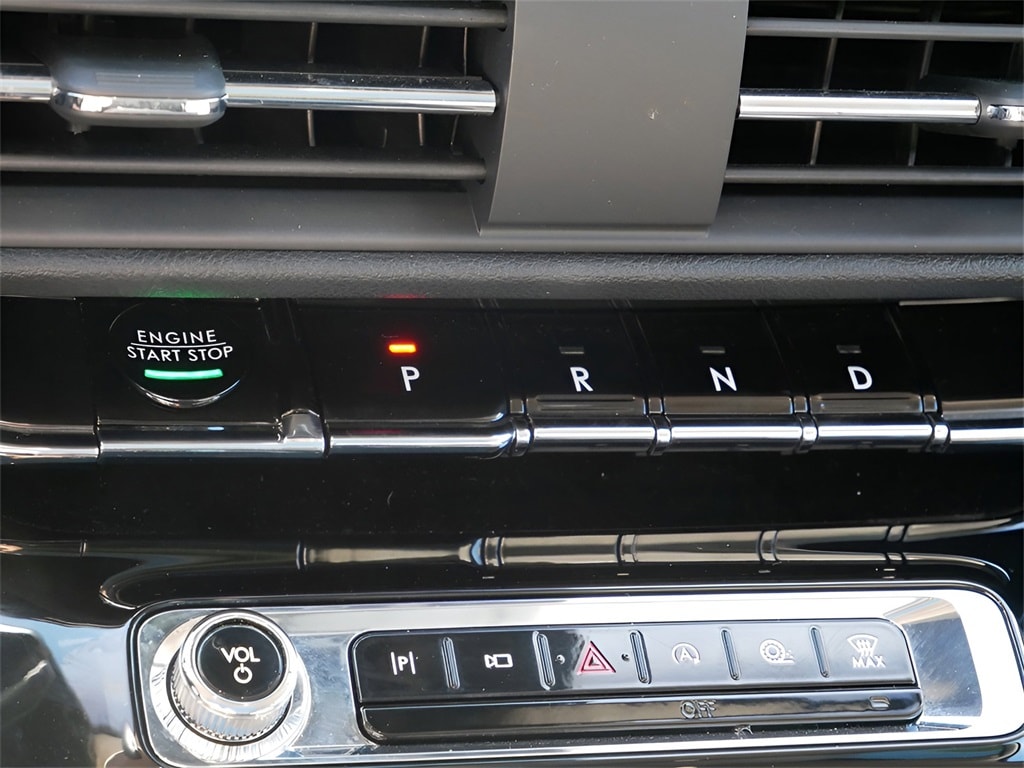 ENGINE
START STOP
P R N D
VOL
P
A
MAX
OFF